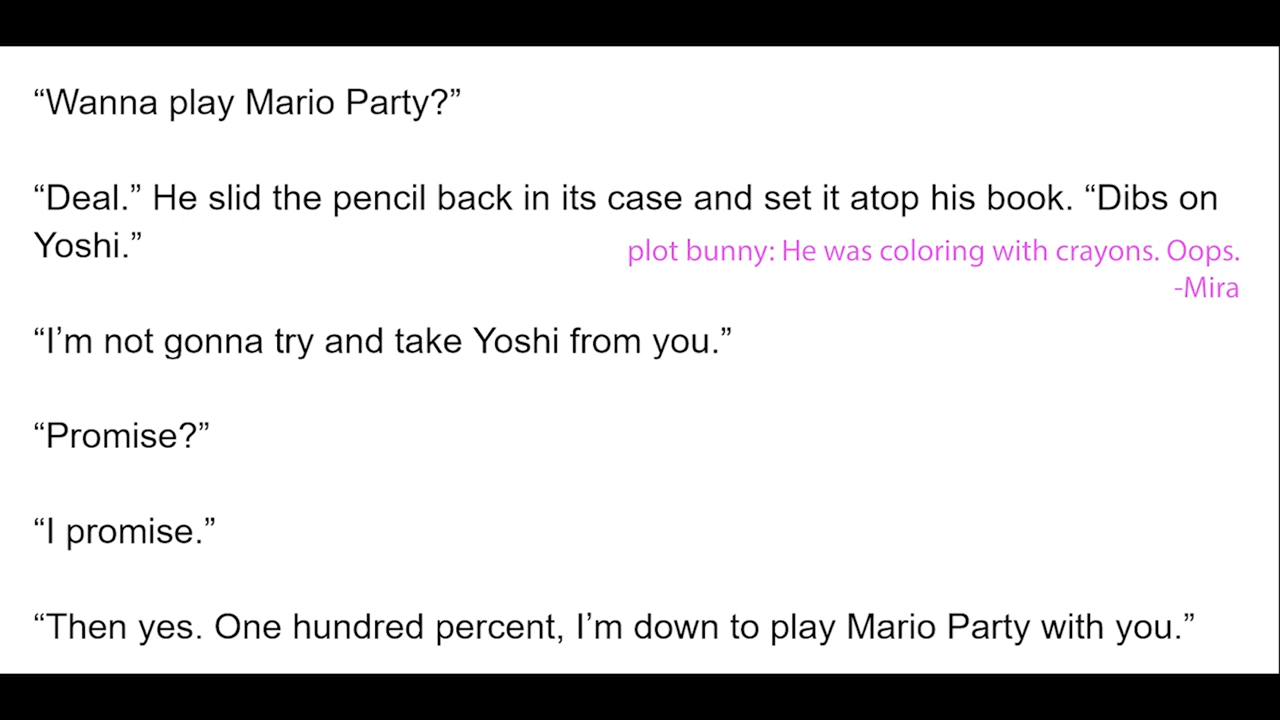 “Wanna play Mario Party?”
“Deal.” He slid the pencil back in its case and set it atop his book. “Dibs on
Yoshi.”
plot bunny: He was coloring with crayons. Oops.
-Mira
“I’m not gonna try and take Yoshi from you.”
“Promise?”
“I promise.”
“Then yes. One hundred percent, I’m down to play Mario Party with you.”